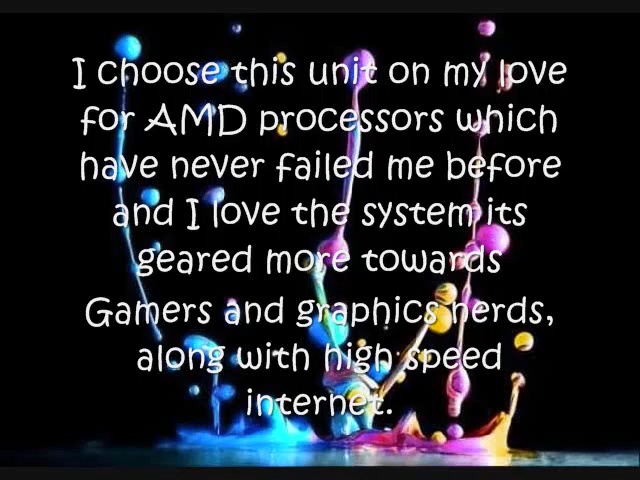 I choose this unit on my love
for AMD processors which
have never failed me before
and I love the system its
geared more towards
Gamers and graphics nerds,
along with high speed
internet.